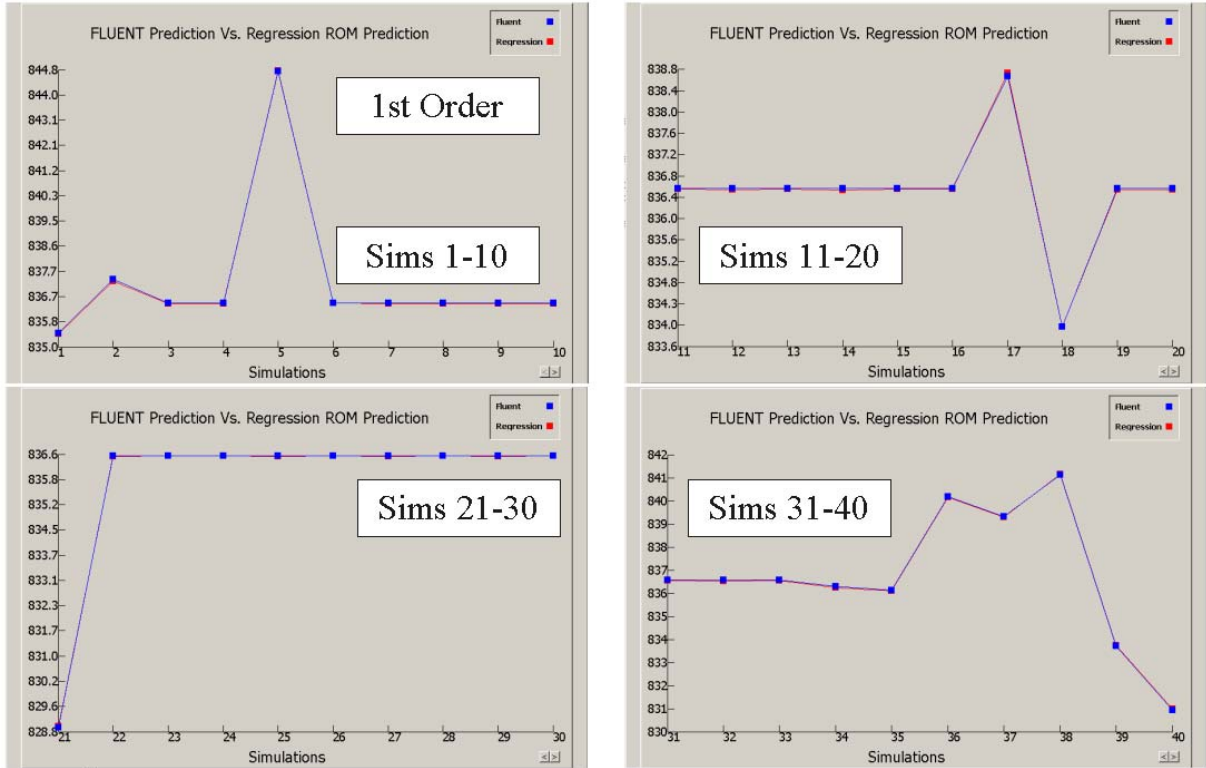 FLUENT Prediction Vs. Regression ROM Prediction
Fluent
Regression
844.8
844.0
843.1
842.1
841.2
840.3
839.5
838.6
837.7
836.7
835.8
835.0
1st Order
Sims 1-10
1 2 3 4 5 6 7 8 9 10
Simulations
FLUENT Prediction Vs. Regression ROM Prediction
Fluent
Regression
838.8
838.4
838.0
837.6
837.2
836.8
836.4
836.0
835.6
835.2
834.8
834.3
834.0
833.6
Sims 11-20
11 12 13 14 15 16 17 18 19 20
Simulations
FLUENT Prediction Vs. Regression ROM Prediction
Fluent
Regression
836.6
835.8
835.2
834.5
833.7
833.1
832.3
831.7
831.0
830.2
829.6
828.8
Sims 21-30
21 22 23 24 25 26 27 28 29 30
Simulations
FLUENT Prediction Vs. Regression ROM Prediction
Fluent
Regression
842
841
840
839
838
837
836
835
834
833
832
831
830
Sims 31-40
31 32 33 34 35 36 37 38 39 40
Simulations